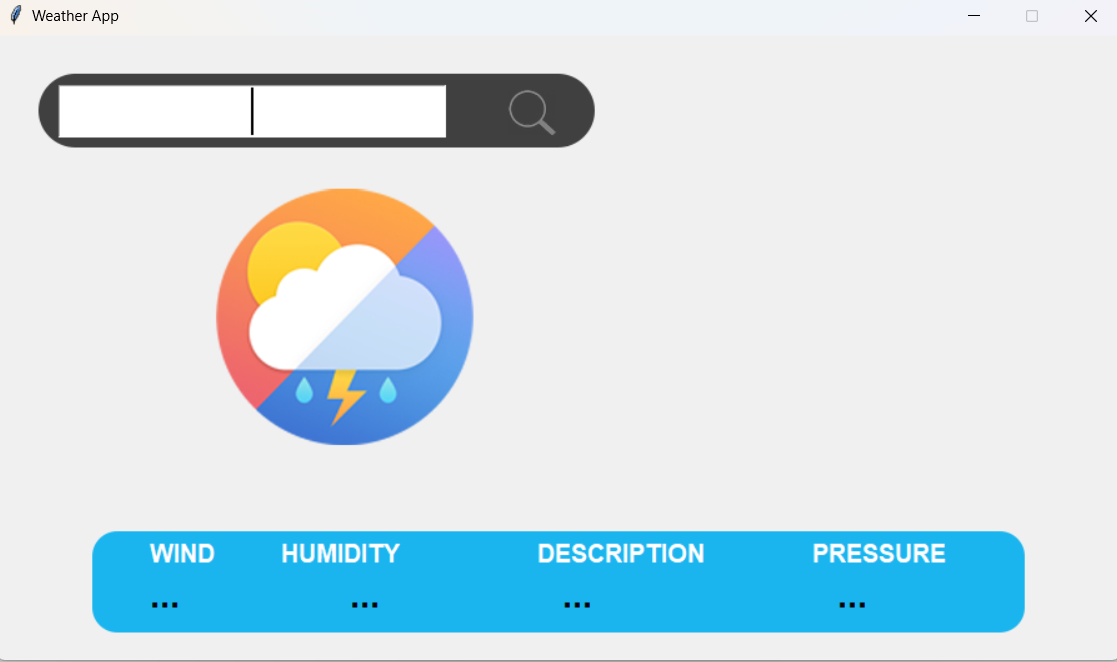 Weather App
WIND HUMIDITY DESCRIPTION PRESSURE
... ... ... ...